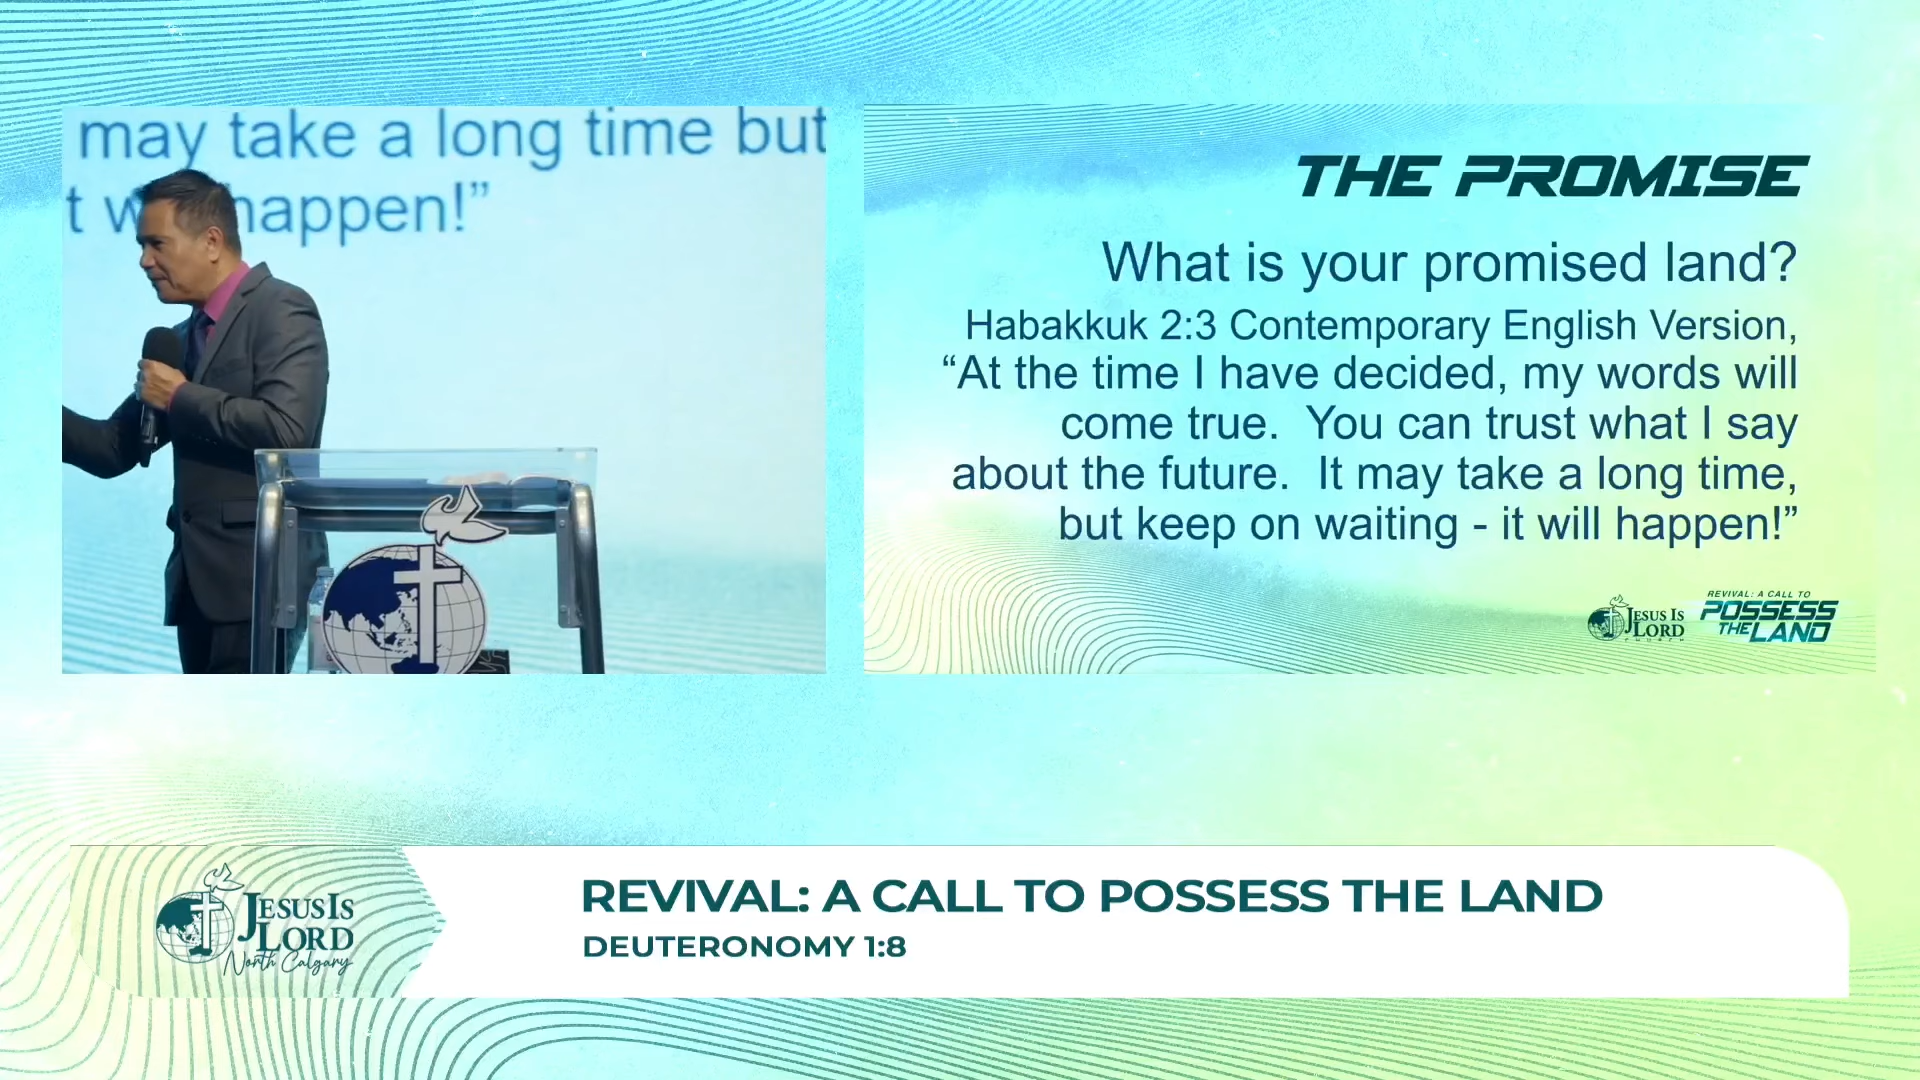 may take a long time but
happen!”
THE PROMISE
What is your promised land?
Habakkuk 2:3 Contemporary English Version,
“At the time I have decided, my words will
come true. You can trust what I say
about the future. It may take a long time,
but keep on waiting - it will happen!”
JESUS IS
LORD
CHURCH
REVIVAL: A CALL TO
POSSESS
THE LAND
JESUS IS
LORD
North Calgary
REVIVAL: A CALL TO POSSESS THE LAND
DEUTERONOMY 1:8